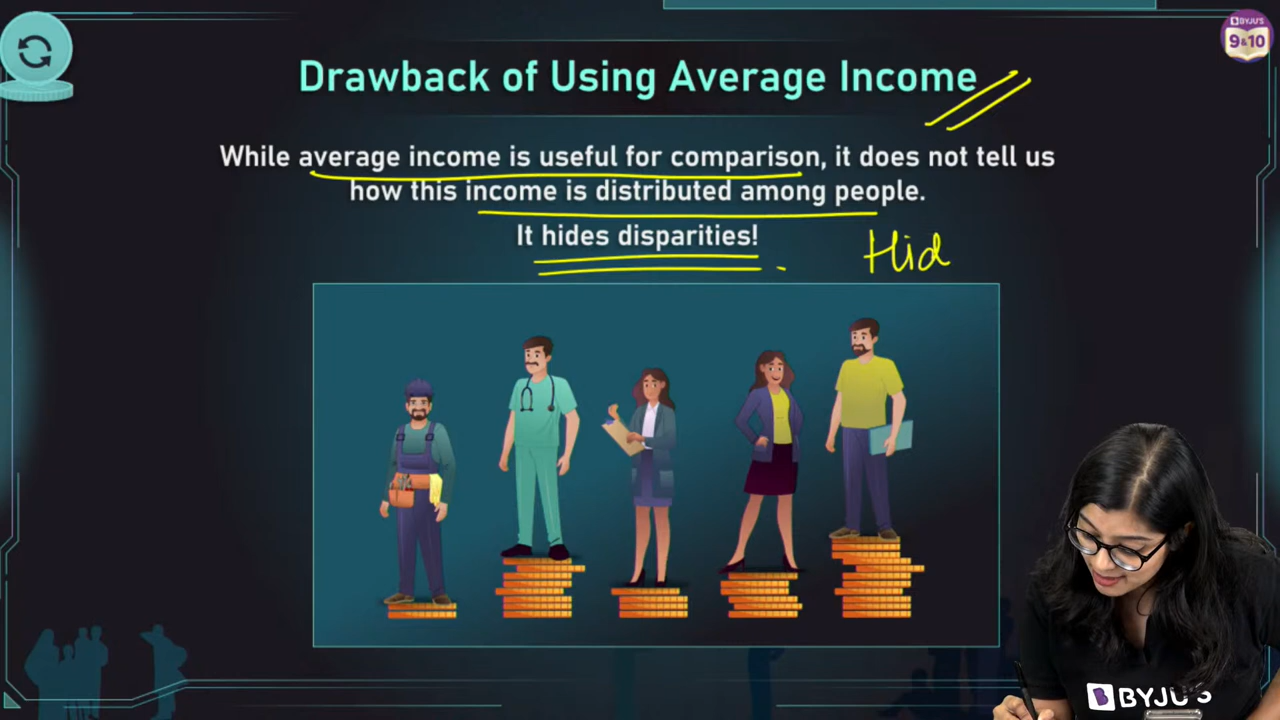 BYJU'S
9&10
Drawback of Using Average Income
While average income is useful for comparison, it does not tell us
how this income is distributed among people.
It hides disparities!
Hid
BYJU'S